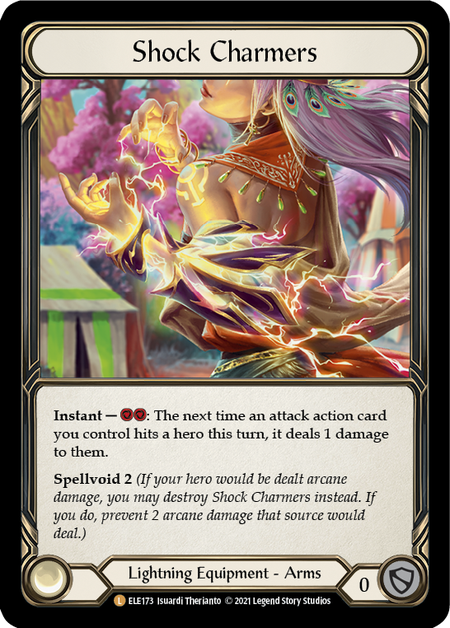 Shock Charmers
Instant — : The next time an attack action card
you control hits a hero this turn, it deals 1 damage
to them.
Spellvoid 2 (If your hero would be dealt arcane
damage, you may destroy Shock Charmers instead. If
you do, prevent 2 arcane damage that source would
deal.)
Lightning Equipment - Arms
0
L ELE173 Isuardi Therianto © 2021 Legend Story Studios